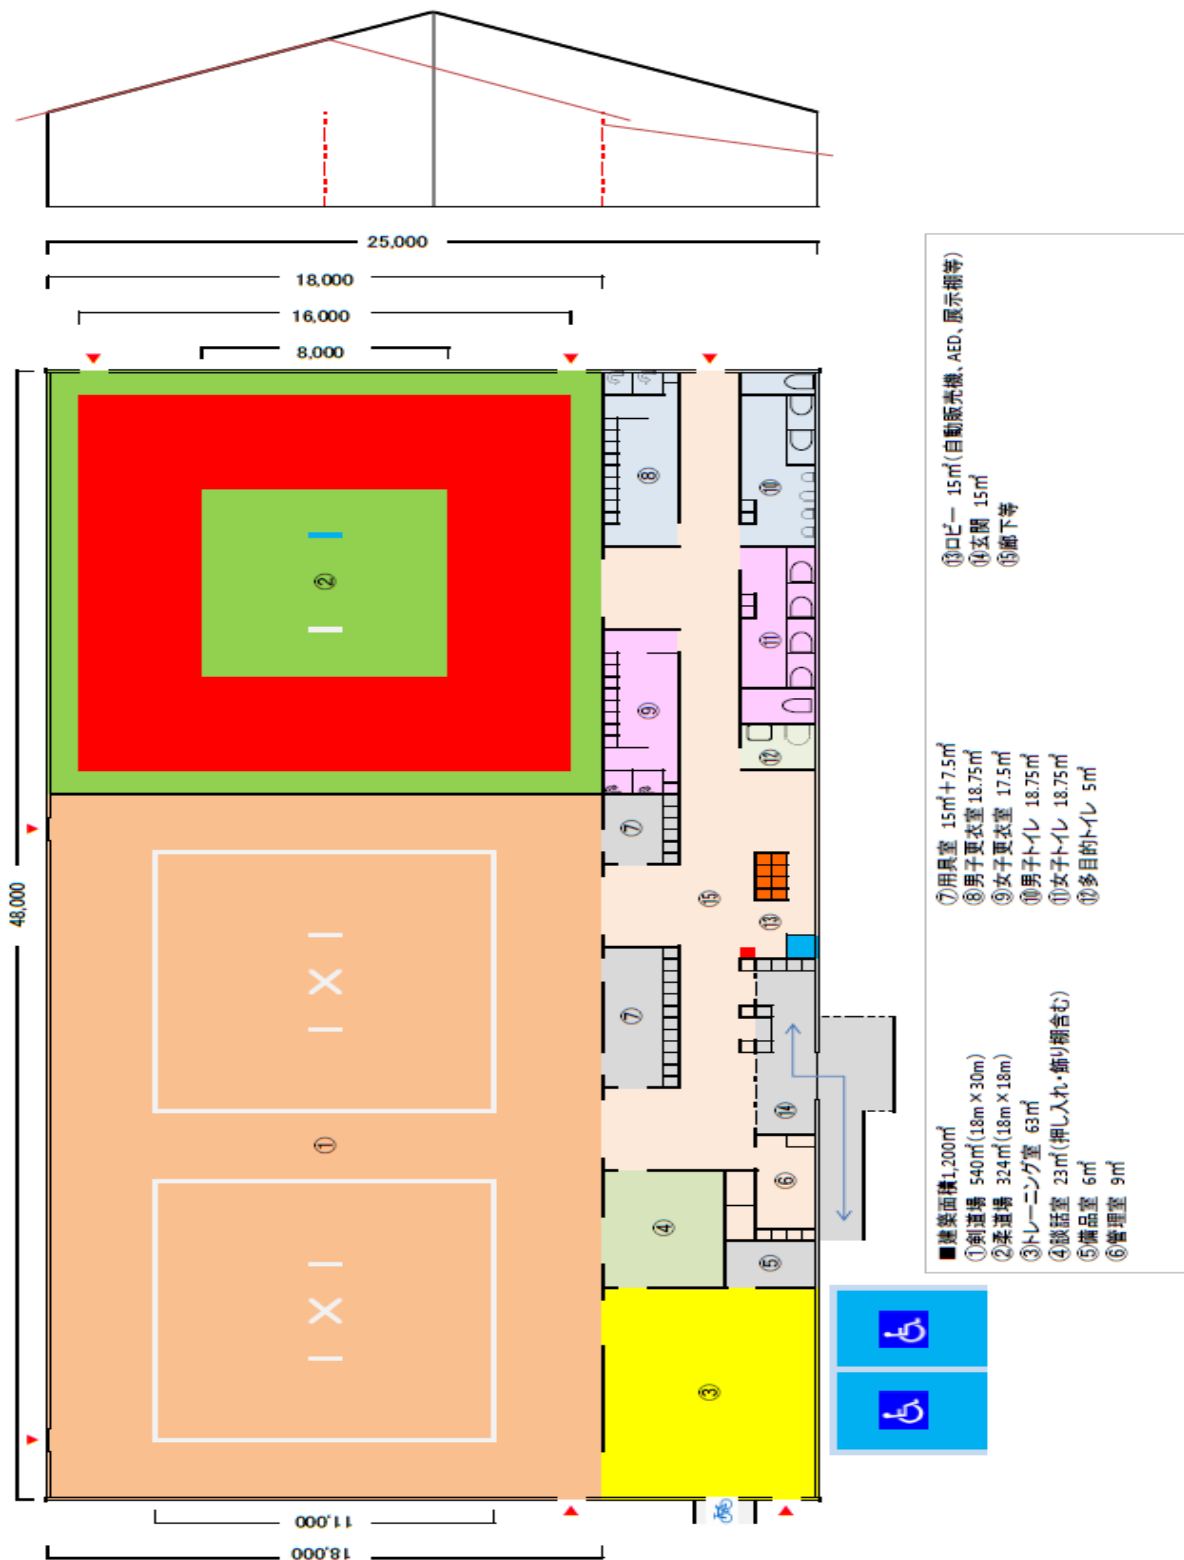 25,000
18,000
16,000
8,000
48,000
②
⑧
⑩
⑨
⑪
⑫
⑦
⑮
⑬
⑦
①
⑭
④
⑥
⑤
③
11,000
18,000
■建築面積1,200㎡
①剣道場 540㎡(18m×30m)
②柔道場 324㎡(18m×18m)
③トレーニング室 63㎡
④談話室 23㎡(押し入れ・飾り棚含む)
⑤備品室 6㎡
⑥管理室 9㎡
⑦用具室 15㎡+7.5㎡
⑧男子更衣室 18.75㎡
⑨女子更衣室 17.5㎡
⑩男子トイレ 18.75㎡
⑪女子トイレ 18.75㎡
⑫多目的トイレ 5㎡
⑬ロビー 15㎡(自動販売機、AED、展示棚等)
⑭玄関 15㎡
⑮廊下等